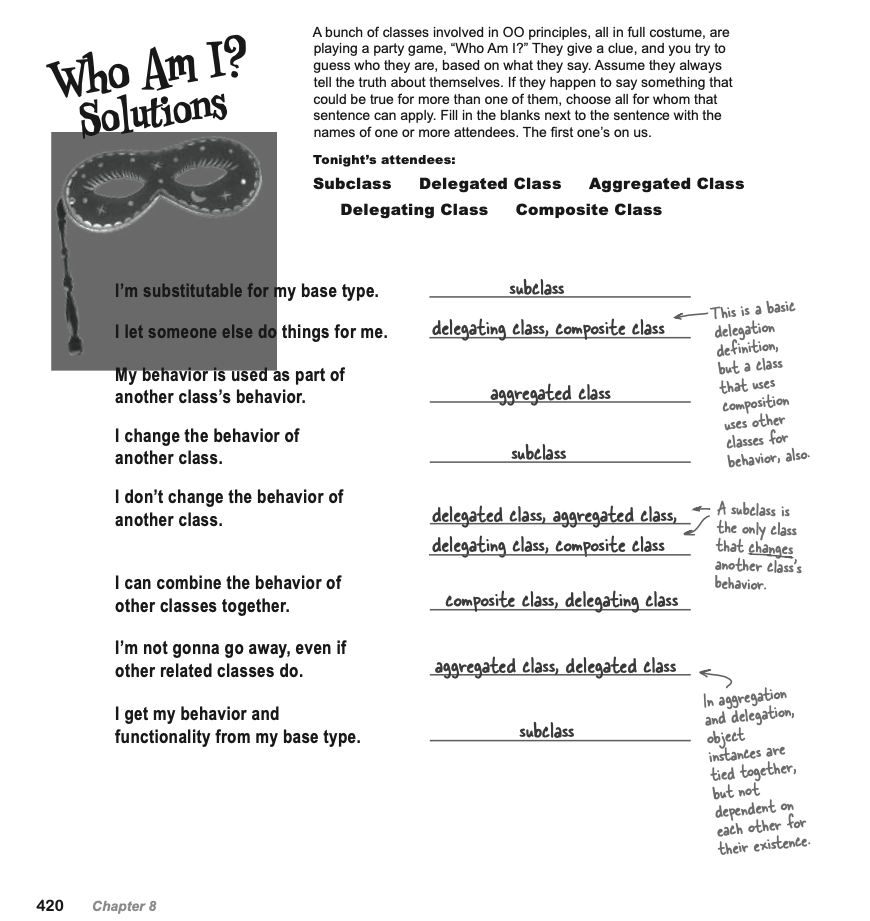 Who Am I?
Solutions
A bunch of classes involved in OO principles, all in full costume, are
playing a party game, “Who Am I?” They give a clue, and you try to
guess who they are, based on what they say. Assume they always
tell the truth about themselves. If they happen to say something that
could be true for more than one of them, choose all for whom that
sentence can apply. Fill in the blanks next to the sentence with the
names of one or more attendees. The first one’s on us.
Tonight’s attendees:
Subclass Delegated Class Aggregated Class
Delegating Class Composite Class
I’m substitutable for my base type.
subclass
I let someone else do things for me.
delegating class, composite class
This is a basic
delegation
definition,
but a class
that uses
composition
uses other
classes for
behavior, also.
My behavior is used as part of
another class’s behavior.
aggregated class
I change the behavior of
another class.
subclass
I don’t change the behavior of
another class.
delegated class, aggregated class,
delegating class, composite class
A subclass is
the only class
that changes
another class’s
behavior.
I can combine the behavior of
other classes together.
composite class, delegating class
I’m not gonna go away, even if
other related classes do.
aggregated class, delegated class
In aggregation
and delegation,
object
instances are
tied together,
but not
dependent on
each other for
their existence.
I get my behavior and
functionality from my base type.
subclass
420 Chapter 8